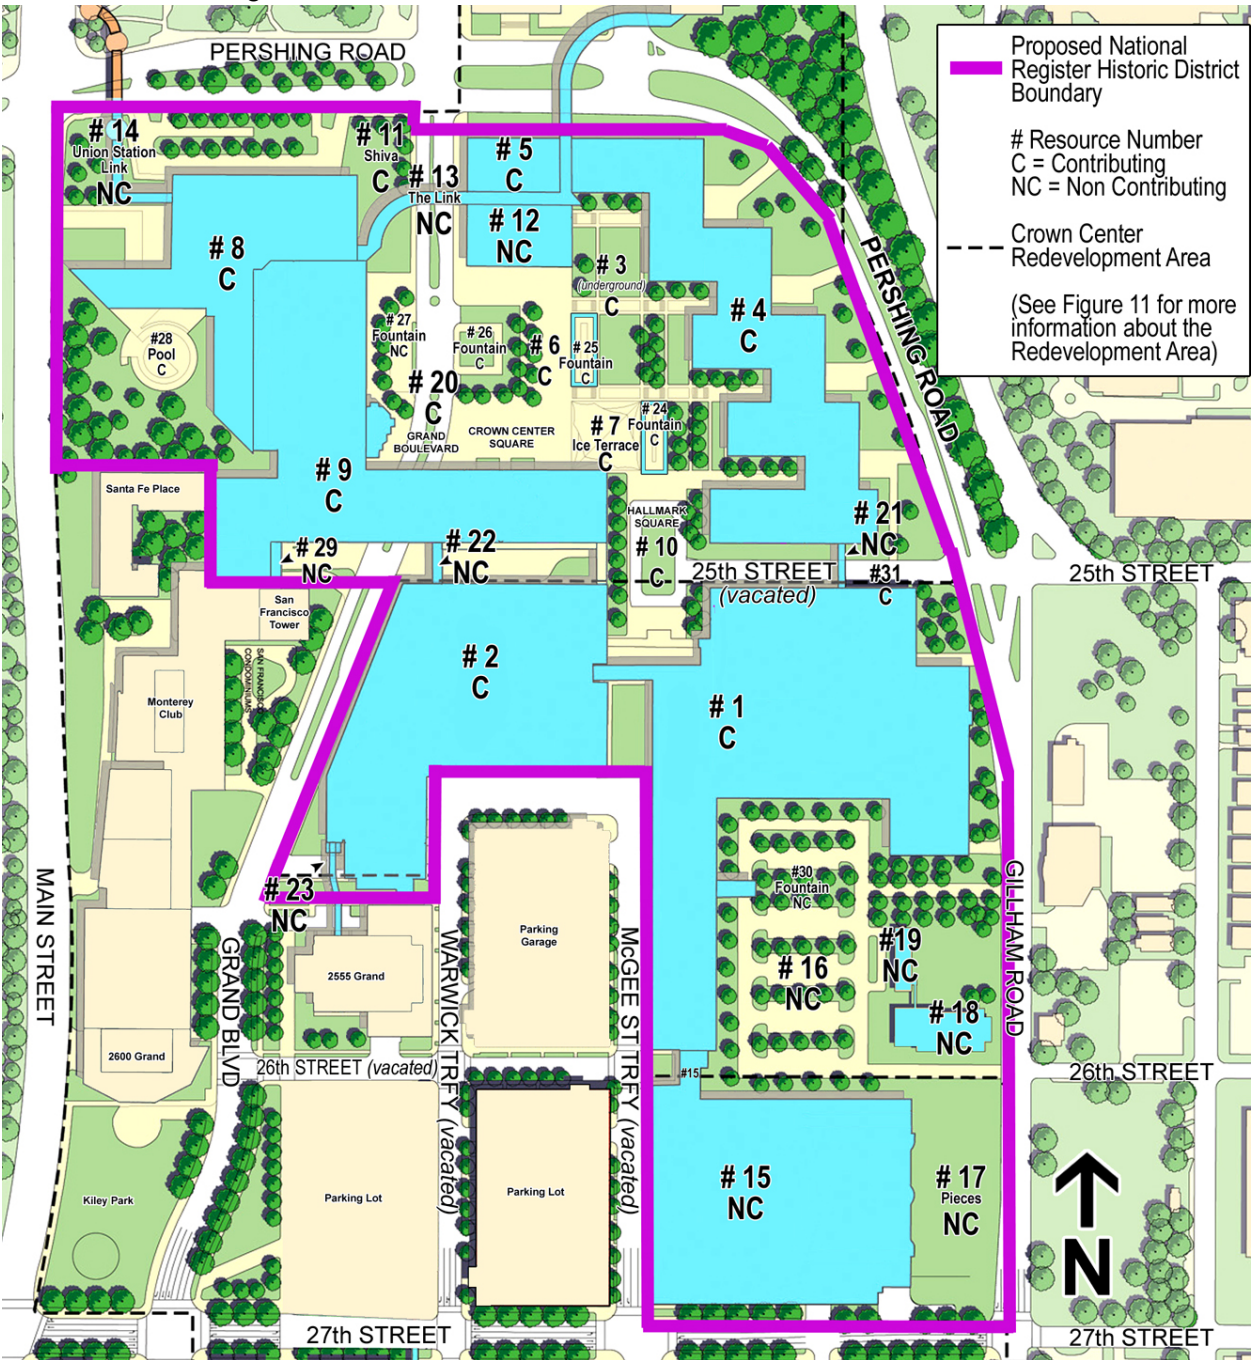 PERSHING ROAD
Proposed National
Register Historic District
Boundary
# Resource Number
C = Contributing
NC = Non Contributing
Crown Center
Redevelopment Area
(See Figure 11 for more
information about the
Redevelopment Area)
# 14
Union Station
Link
NC
# 11
Shiva
C
# 13
The Link
NC
# 5
C
# 12
NC
# 8
C
# 3
(underground)
C
# 4
C
PERSHING ROAD
#28
Pool
C
# 27
Fountain
NC
# 26
Fountain
C
# 6
C
# 25
Fountain
C
# 20
C
GRAND
BOULEVARD
CROWN CENTER
SQUARE
# 7
Ice Terrace
C
# 24
Fountain
C
# 9
C
Santa Fe Place
HALLMARK
SQUARE
# 10
C
# 21
NC
# 29
NC
# 22
NC
25th STREET
(vacated)
#31
C
25th STREET
San
Francisco
Tower
SAN FRANCISCO
CONDOMINIUMS
Monterey
Club
# 2
C
# 1
C
MAIN STREET
# 23
NC
GRAND BLVD
2555 Grand
WARWICK TRFY (vacated)
Parking
Garage
McGEE ST TRFY (vacated)
#30
Fountain
NC
# 16
NC
#19
NC
# 18
NC
GILLHAM ROAD
2600 Grand
26th STREET (vacated)
#15
26th STREET
Kiley Park
Parking Lot
Parking Lot
# 15
NC
# 17
Pieces
NC
N
27th STREET
27th STREET